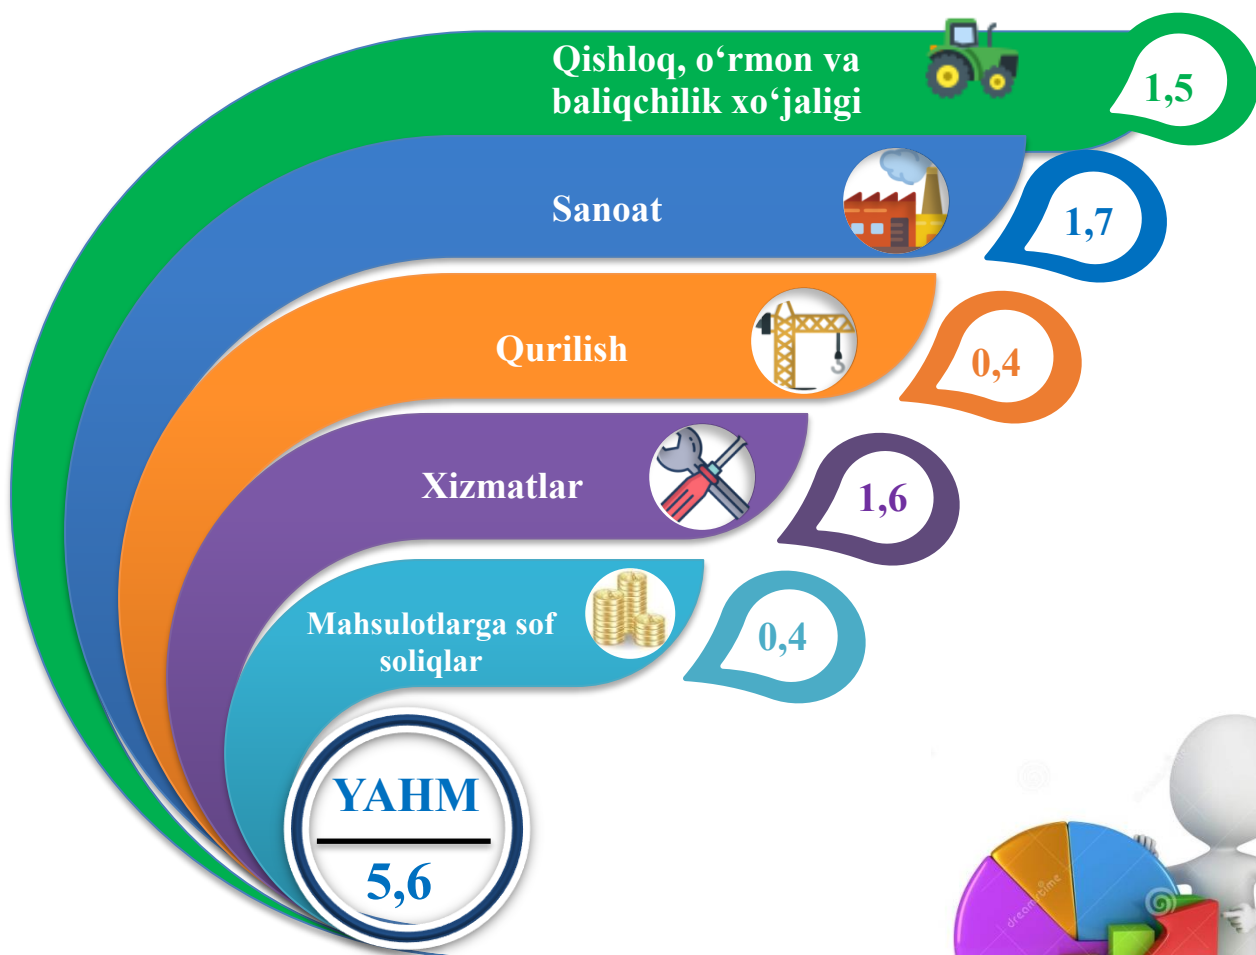 Qishloq, o‘rmon va
baliqchilik xo‘jaligi
1,5
Sanoat
1,7
Qurilish
0,4
Xizmatlar
1,6
Mahsulotlarga sof
soliqlar
0,4
YAHM
5,6
dreamstime